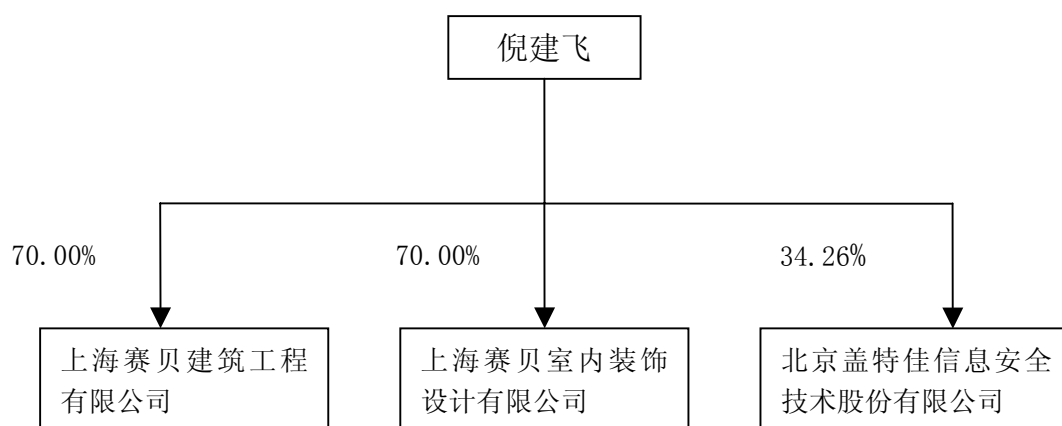 倪建飞
70.00%
70.00%
34.26%
上海赛贝建筑工程
有限公司
上海赛贝室内装饰
设计有限公司
北京盖特佳信息安全
技术股份有限公司